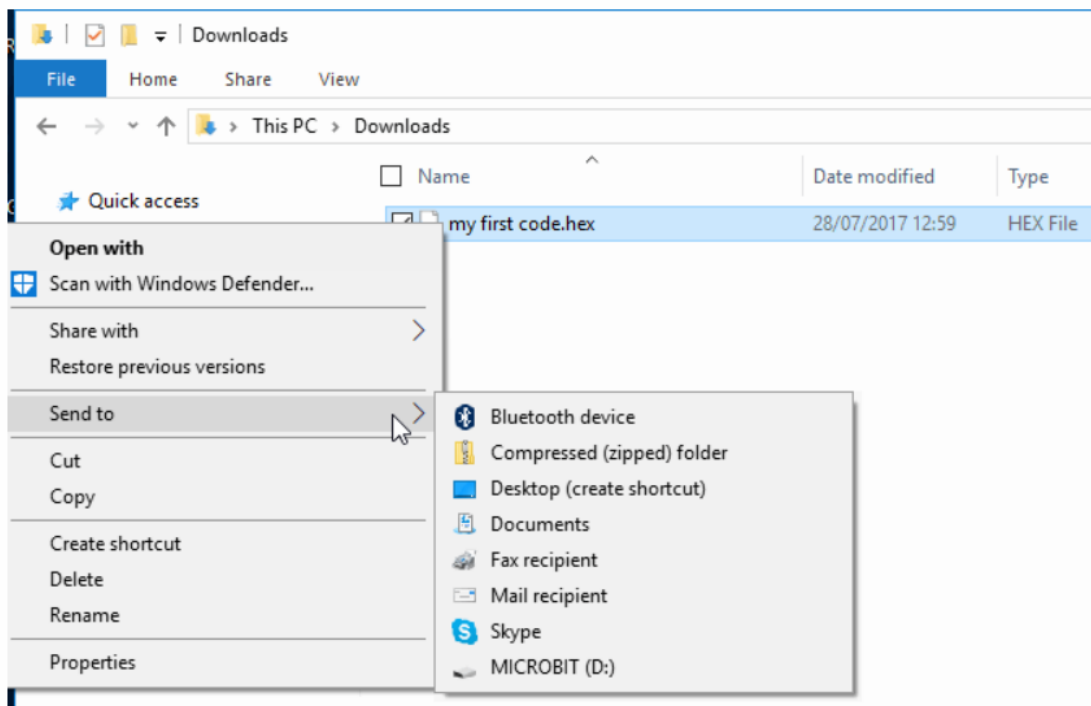 Downloads
File Home Share View
This PC > Downloads
Name Date modified Type
Quick access
my first code.hex 28/07/2017 12:59 HEX File
Open with
Scan with Windows Defender...
Share with
Restore previous versions
Send to
Cut
Copy
Create shortcut
Delete
Rename
Properties
Bluetooth device
Compressed (zipped) folder
Desktop (create shortcut)
Documents
Fax recipient
Mail recipient
Skype
MICROBIT (D:)